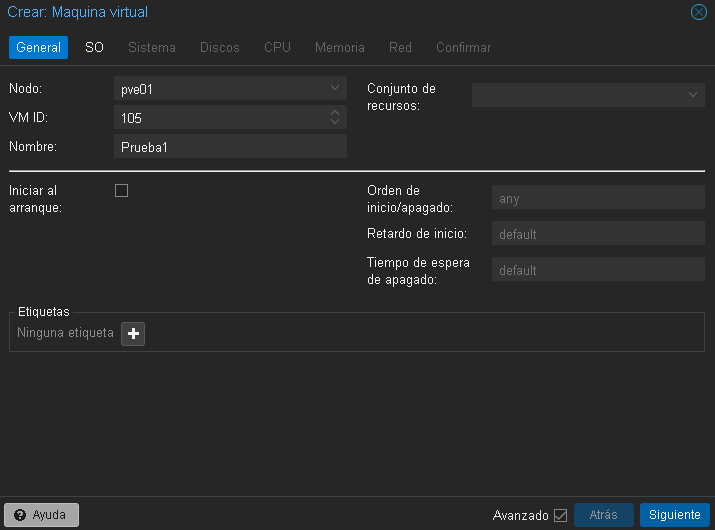 Crear: Maquina virtual
General SO Sistema Discos CPU Memoria Red Confirmar
Nodo: pve01
VM ID: 105
Nombre: Prueba1
Conjunto de
recursos:
Iniciar al
arranque:
Orden de
inicio/apagado: any
Retardo de inicio: default
Tiempo de espera
de apagado: default
Etiquetas
Ninguna etiqueta
Ayuda
Avanzado Atrás Siguiente